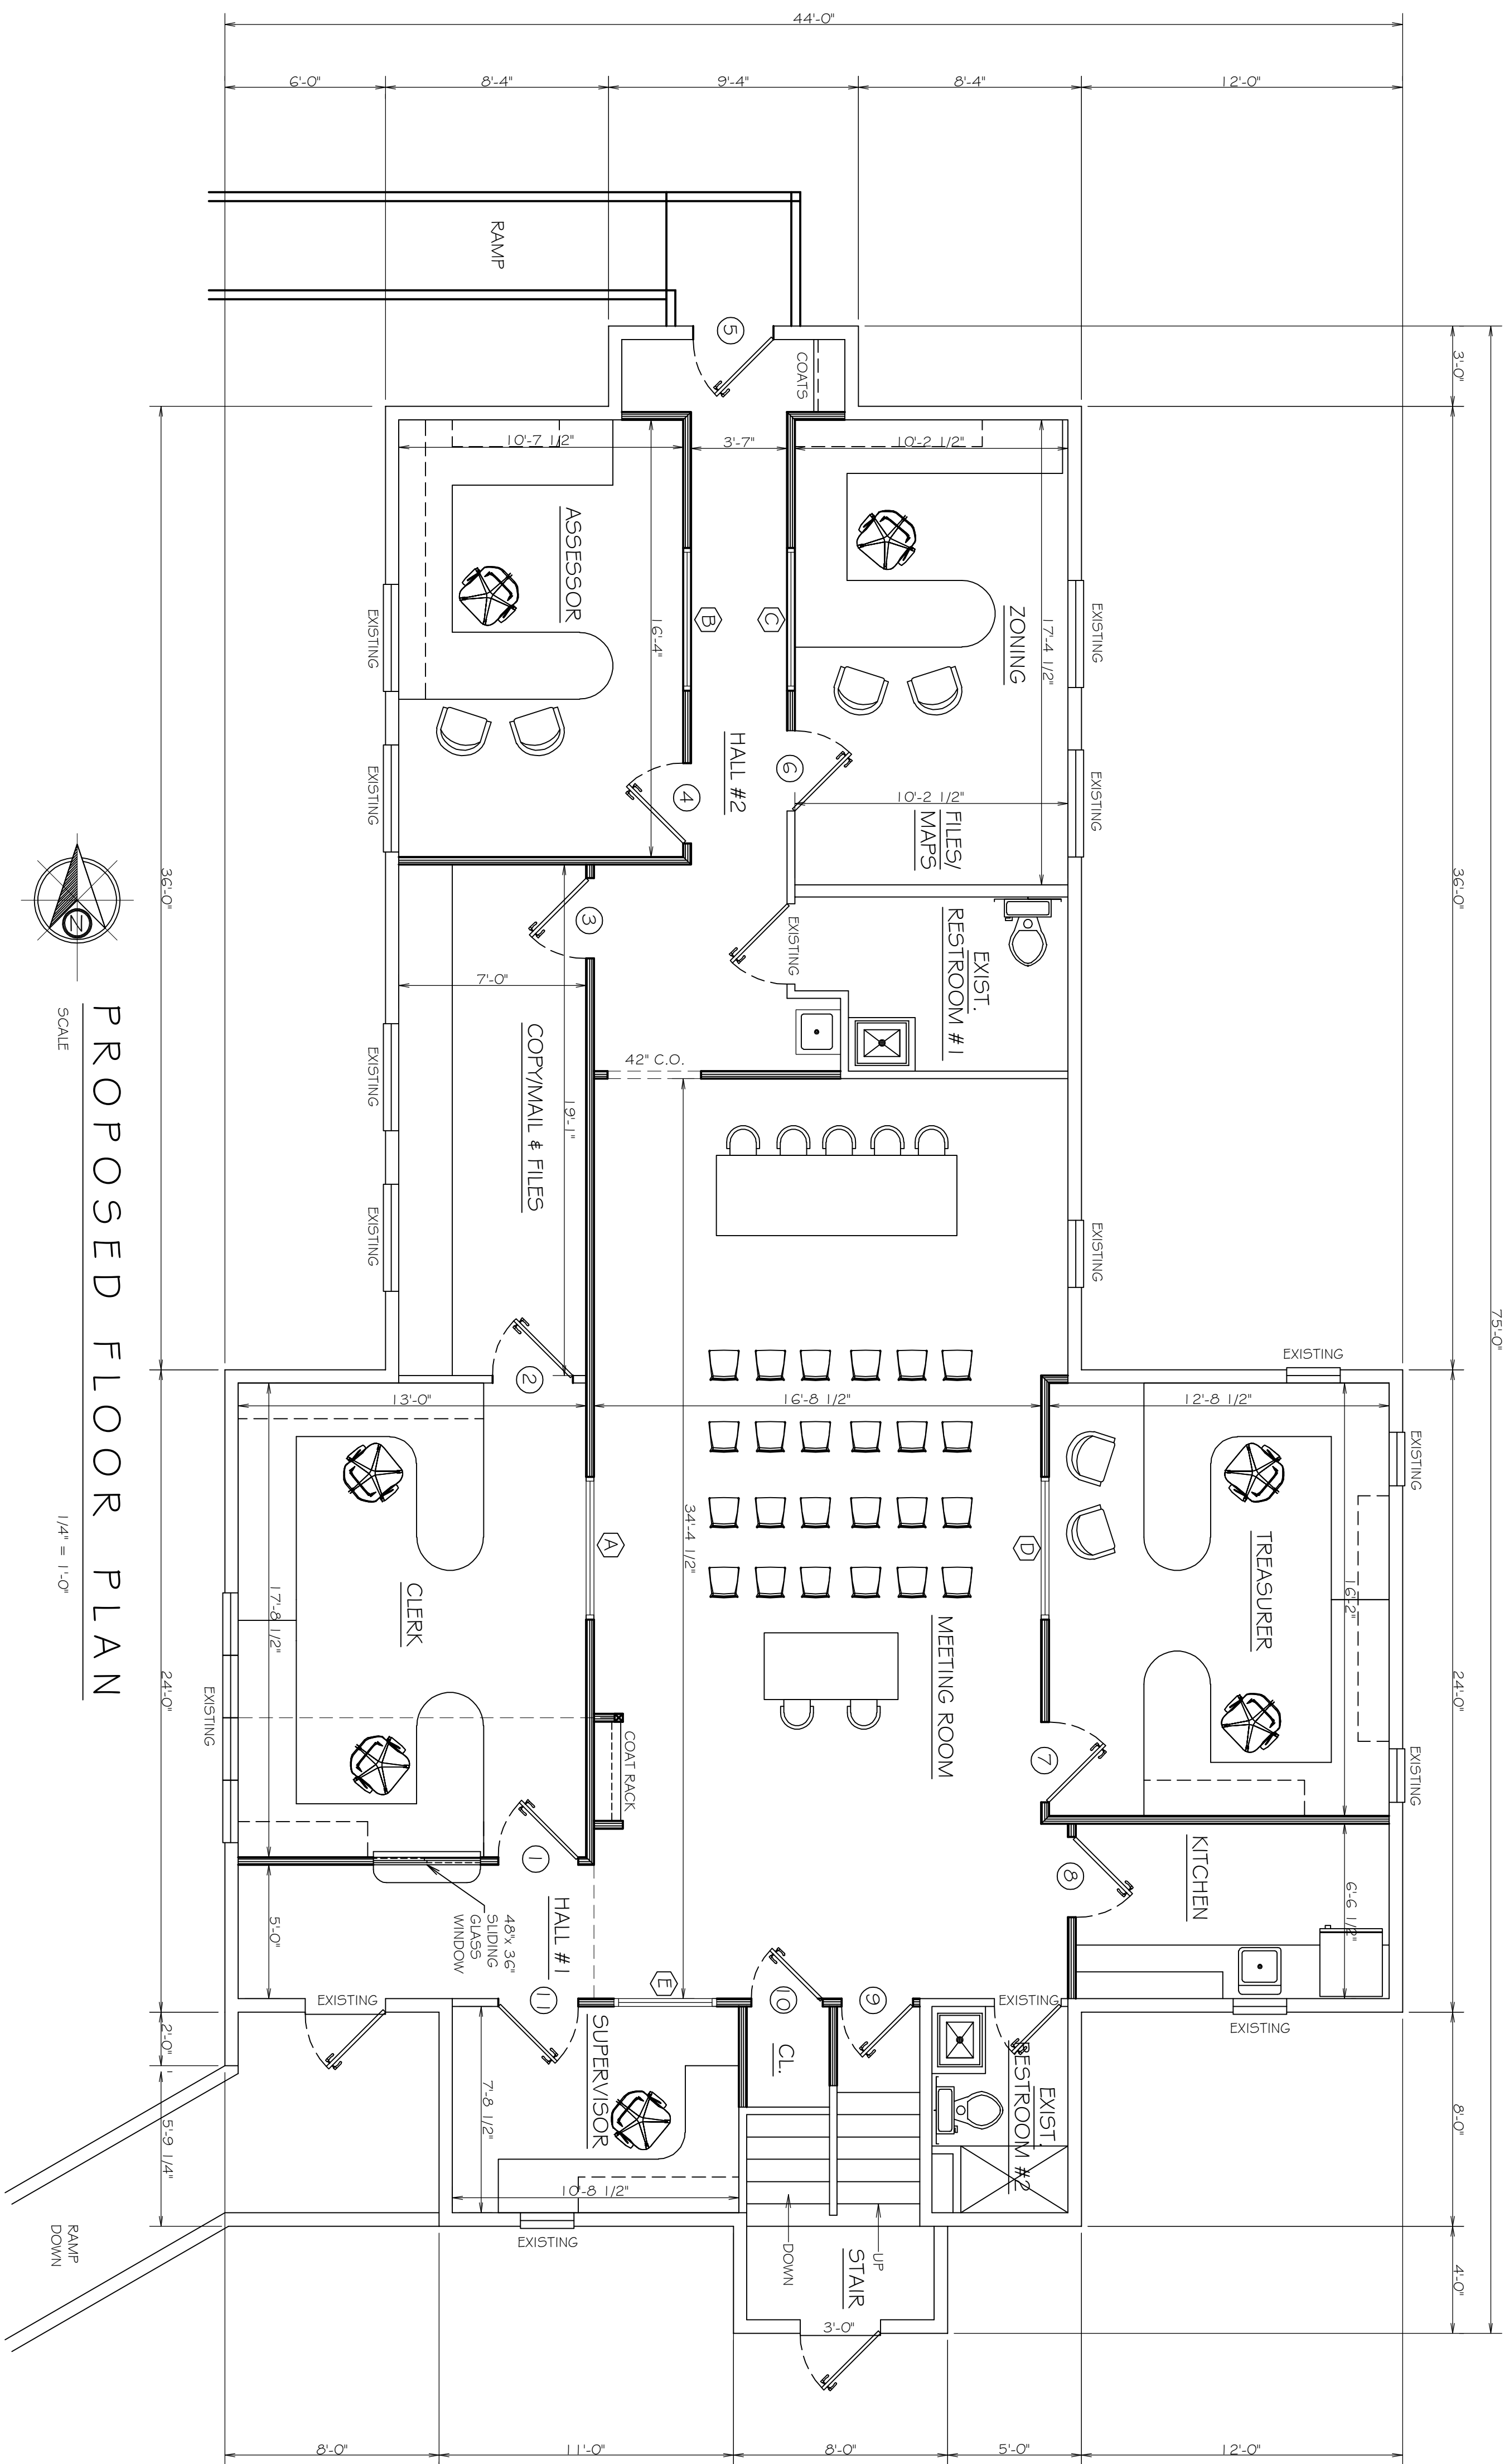 44'-0"
6'-0"
8'-4"
9'-4"
8'-4"
12'-0"
RAMP
5
COATS
3'-0"
75'-0"
10'-7 1/2"
3'-7"
10'-2 1/2"
ASSESSOR
16'-4"
B
C
ZONING
17'-4 1/2"
EXISTING
EXISTING
HALL #2
4
6
10'-2 1/2"
FILES/
MAPS
EXISTING
EXISTING
36'-0"
36'-0"
N
3
EXISTING
EXIST.
RESTROOM #1
7'-0"
COPY/MAIL & FILES
19'-1"
42" C.O.
EXISTING
EXISTING
EXISTING
2
EXISTING
13'-0"
16'-8 1/2"
12'-8 1/2"
EXISTING
CLERK
17'-8 1/2"
A
34'-4 1/2"
D
TREASURER
16'-2"
MEETING ROOM
24'-0"
24'-0"
EXISTING
COAT RACK
7
EXISTING
1
8
KITCHEN
6'-6 1/2"
5'-0"
48"x 36"
SLIDING
GLASS
WINDOW
HALL #1
E
EXISTING
11
10
9
EXISTING
EXISTING
2'-0"
SUPERVISOR
CL.
EXIST.
RESTROOM #2
7'-8 1/2"
5'-9 1/4"
8'-0"
10'-8 1/2"
EXISTING
RAMP
DOWN
DOWN
UP
STAIR
4'-0"
3'-0"
8'-0"
11'-0"
8'-0"
5'-0"
12'-0"
PROPOSED FLOOR PLAN
SCALE
1/4" = 1'-0"